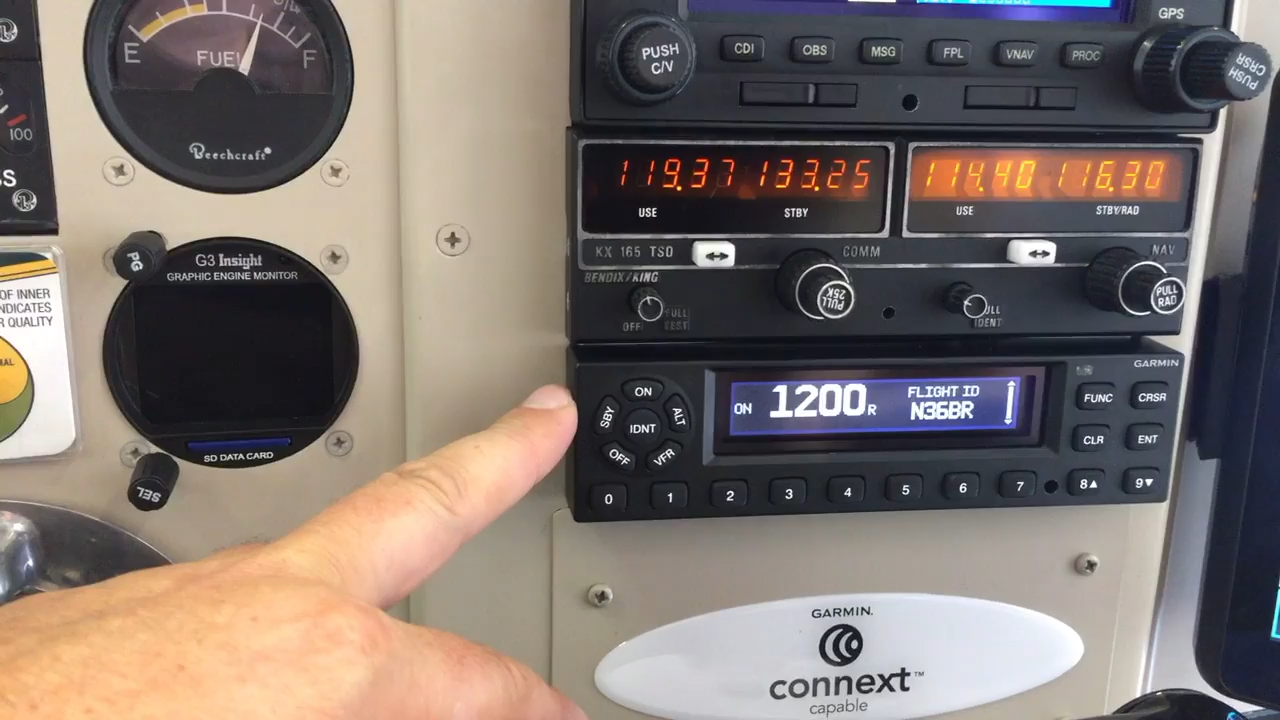 E
FUEL
F
Beechcraft
100
PG
G3 Insight
GRAPHIC ENGINE MONITOR
SD DATA CARD
SEL
OF INNER
NDICATES
R QUALITY
GPS
PUSH
C/V
CDI
OBS
MSG
FPL
VNAV
PROC
PUSH
CRSR
119.37 133.25
USE
STBY
114.40 116.30
USE
STBY/RAD
KX 165 TSD
COMM
NAV
BENDIX/KING
OFF
PULL
TEST
PULL
25K
PULL
IDENT
PULL
RAD
GARMIN
ON
SBY
ALT
IDNT
OFF
VFR
ON 1200 R
FLIGHT ID
N36BR
FUNC
CRSR
CLR
ENT
0 1 2 3 4 5 6 7 8▲ 9▼
GARMIN.
connext™
capable